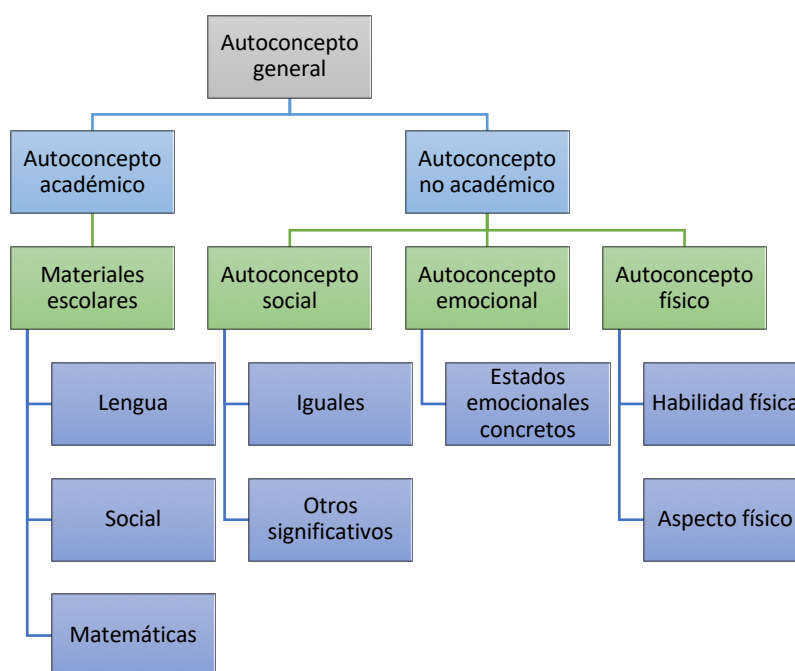 Autoconcepto
general
Autoconcepto
académico
Autoconcepto
no académico
Materiales
escolares
Autoconcepto
social
Autoconcepto
emocional
Autoconcepto
físico
Lengua
Iguales
Estados
emocionales
concretos
Habilidad física
Social
Otros
significativos
Aspecto físico
Matemáticas